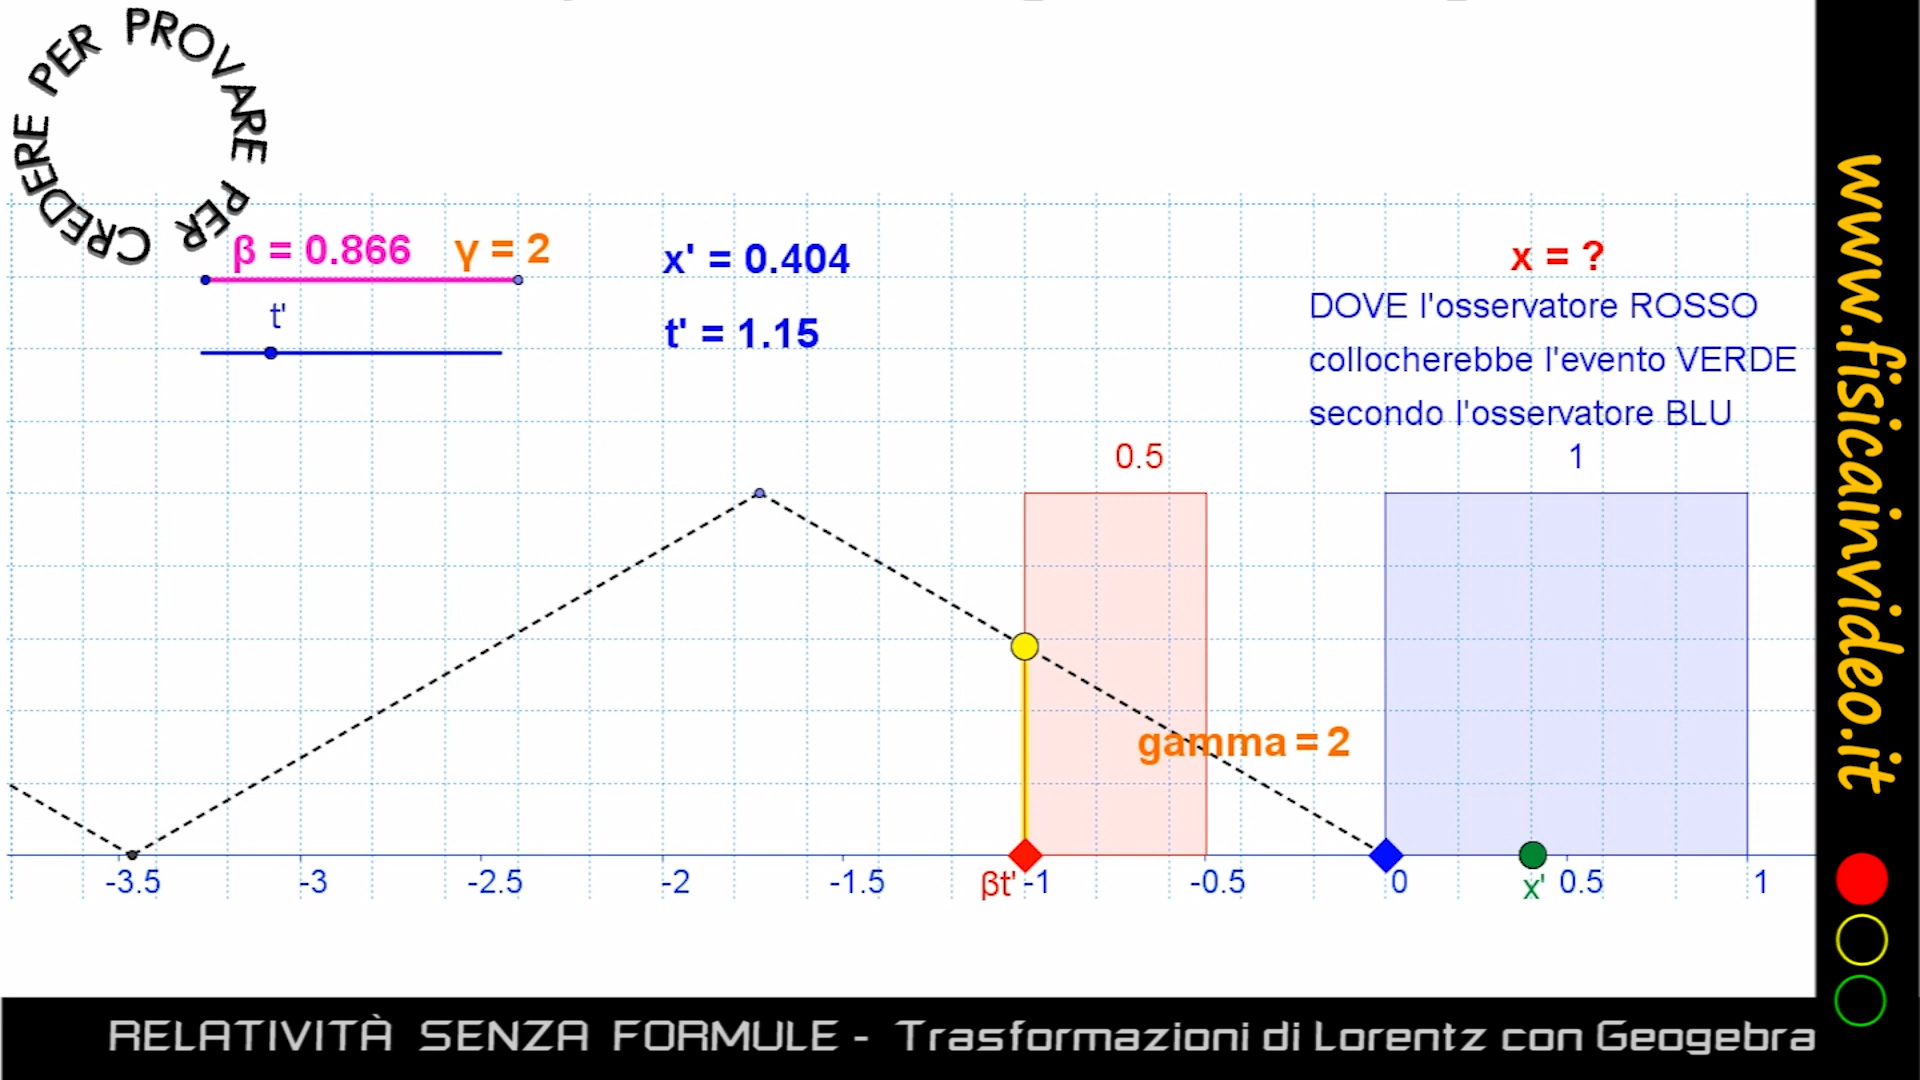 CREDERE PER PROVARE PER
β = 0.866
γ = 2
t'
x' = 0.404
t' = 1.15
x = ?
DOVE l'osservatore ROSSO
collocherebbe l'evento VERDE
secondo l'osservatore BLU
0.5
1
gamma = 2
-3.5 -3 -2.5 -2 -1.5 βt' -1 -0.5 0 x' 0.5 1
www.fisicainvideo.it
RELATIVITÀ SENZA FORMULE - Trasformazioni di Lorentz con Geogebra